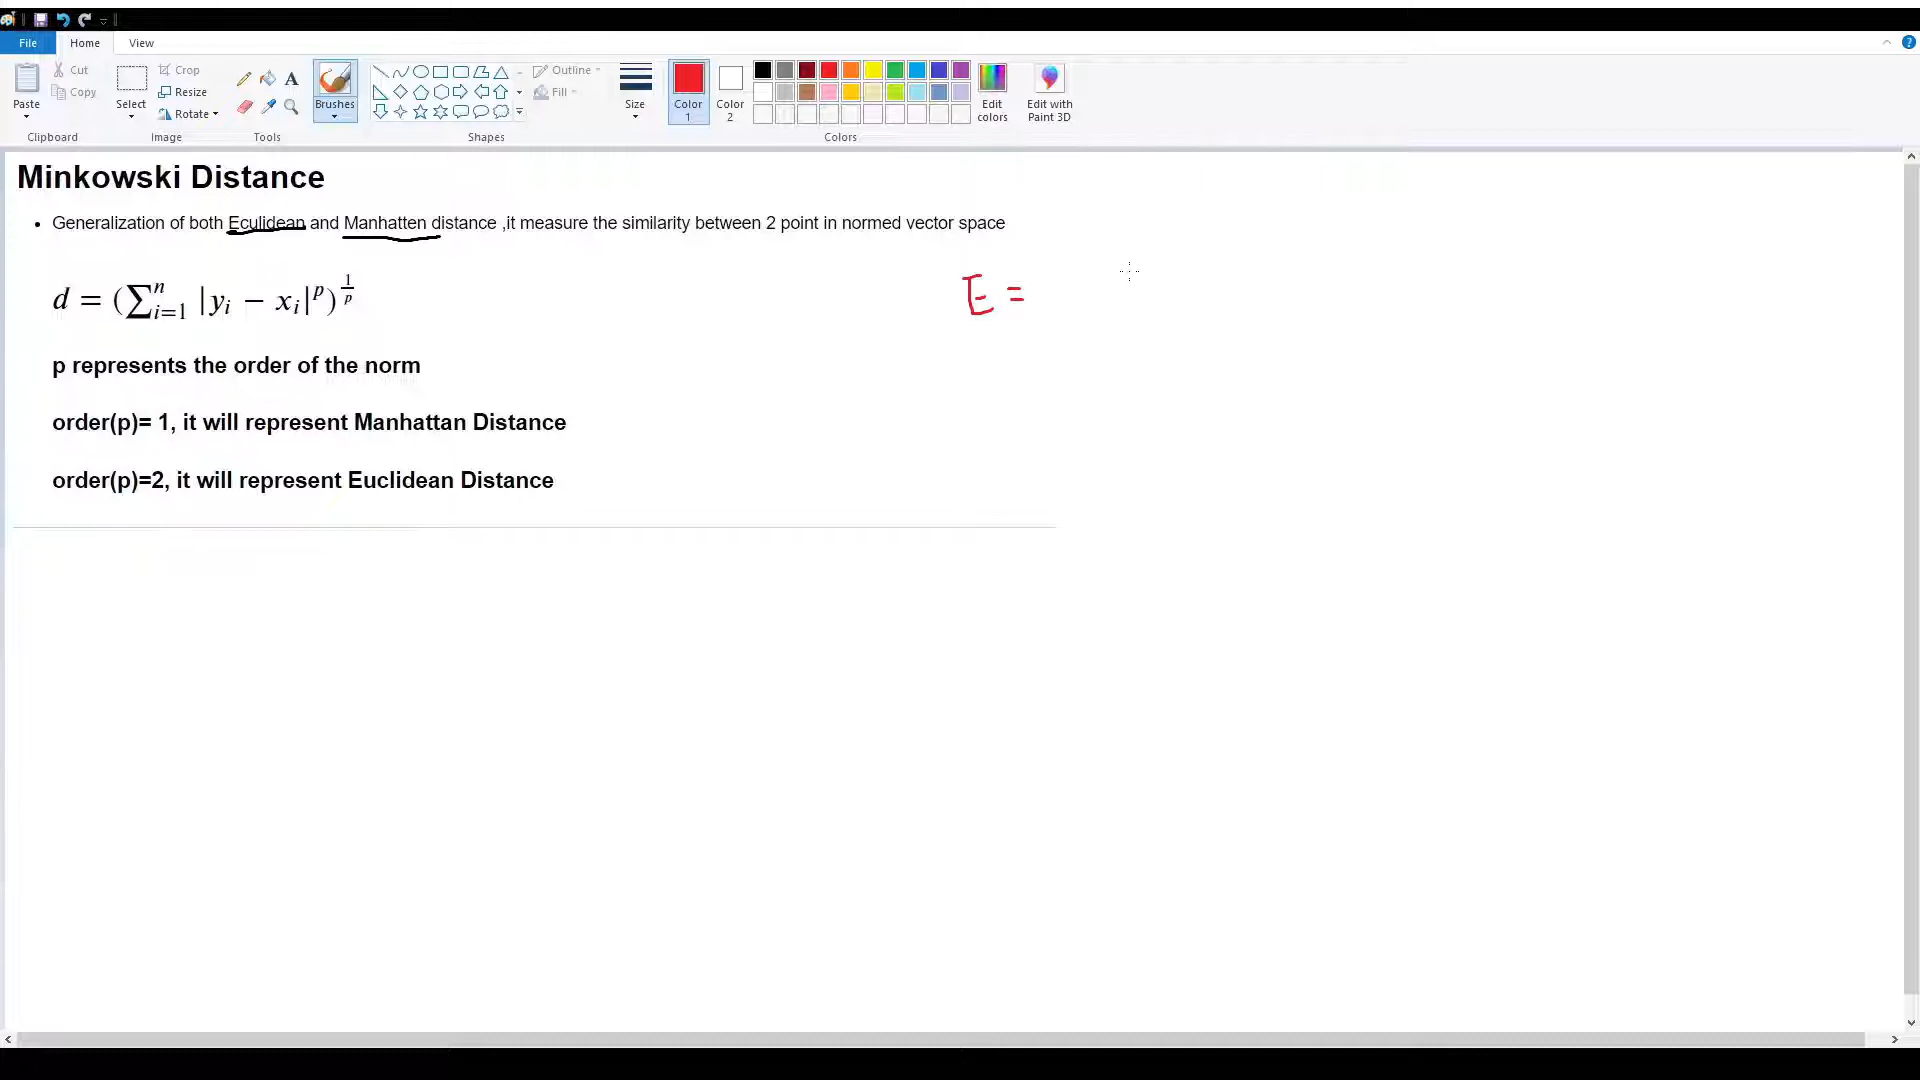 File Home View
Paste Cut Copy Select Crop Resize Rotate A Brushes Outline Fill Size Color 1 Color 2 Edit colors Edit with Paint 3D
Clipboard Image Tools Shapes Colors
Minkowski Distance
Generalization of both Eculidean and Manhatten distance ,it measure the similarity between 2 point in normed vector space
d = (∑ⁿᵢ₌₁ |yᵢ − xᵢ|ᵖ)^(1/p)
E =
p represents the order of the norm
order(p)= 1, it will represent Manhattan Distance
order(p)=2, it will represent Euclidean Distance